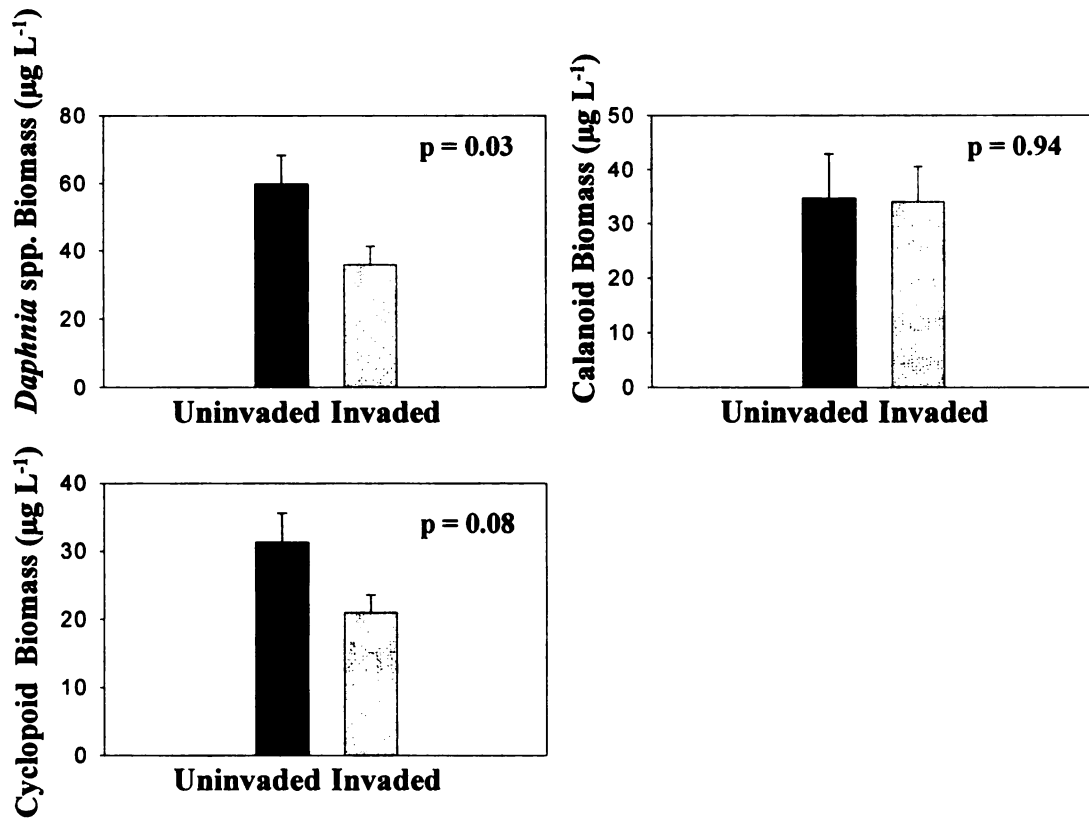 Daphnia spp. Biomass (µg L-1)
80
60
40
20
0
p = 0.03
Uninvaded Invaded
Calanoid Biomass (µg L-1)
50
40
30
20
10
0
p = 0.94
Uninvaded Invaded
Cyclopoid Biomass (µg L-1)
40
30
20
10
0
p = 0.08
Uninvaded Invaded